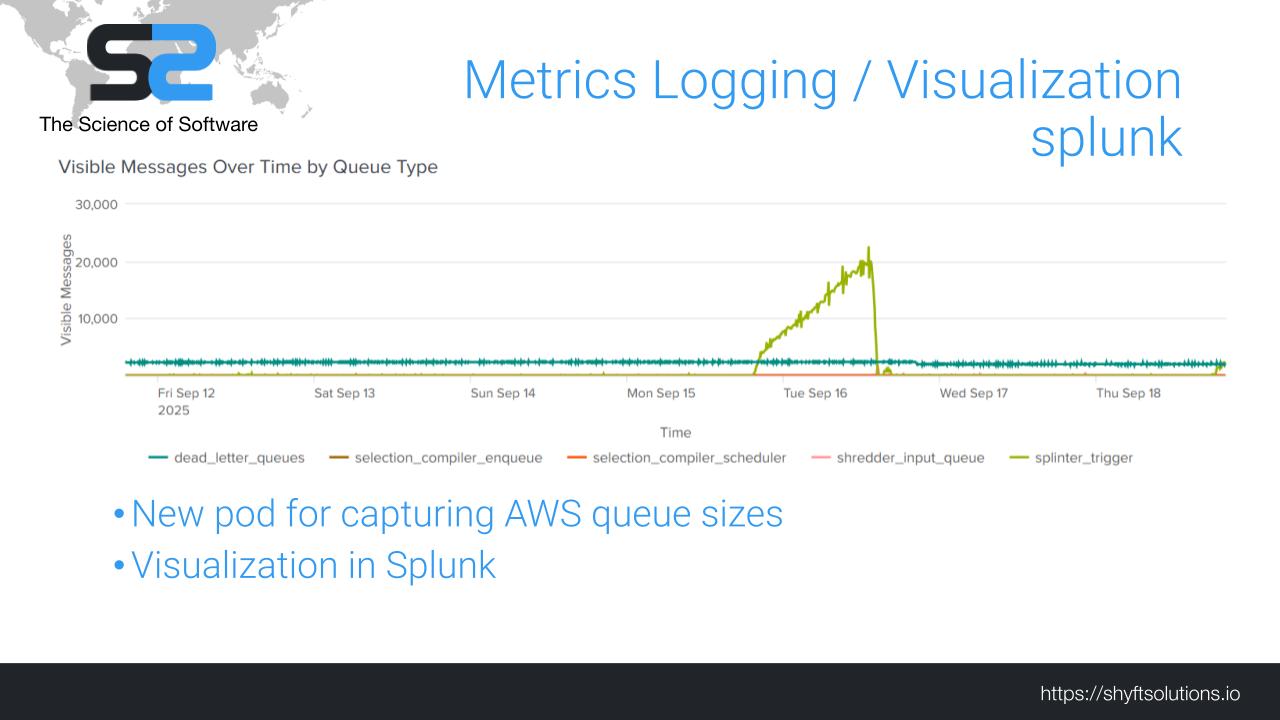 S2
The Science of Software
Metrics Logging / Visualization
splunk
Visible Messages Over Time by Queue Type
30,000
20,000
10,000
Visible Messages
Fri Sep 12
2025
Sat Sep 13
Sun Sep 14
Mon Sep 15
Tue Sep 16
Wed Sep 17
Thu Sep 18
Time
dead_letter_queues
selection_compiler_enqueue
selection_compiler_scheduler
shredder_input_queue
splinter_trigger
•New pod for capturing AWS queue sizes
•Visualization in Splunk
https://shyftsolutions.io